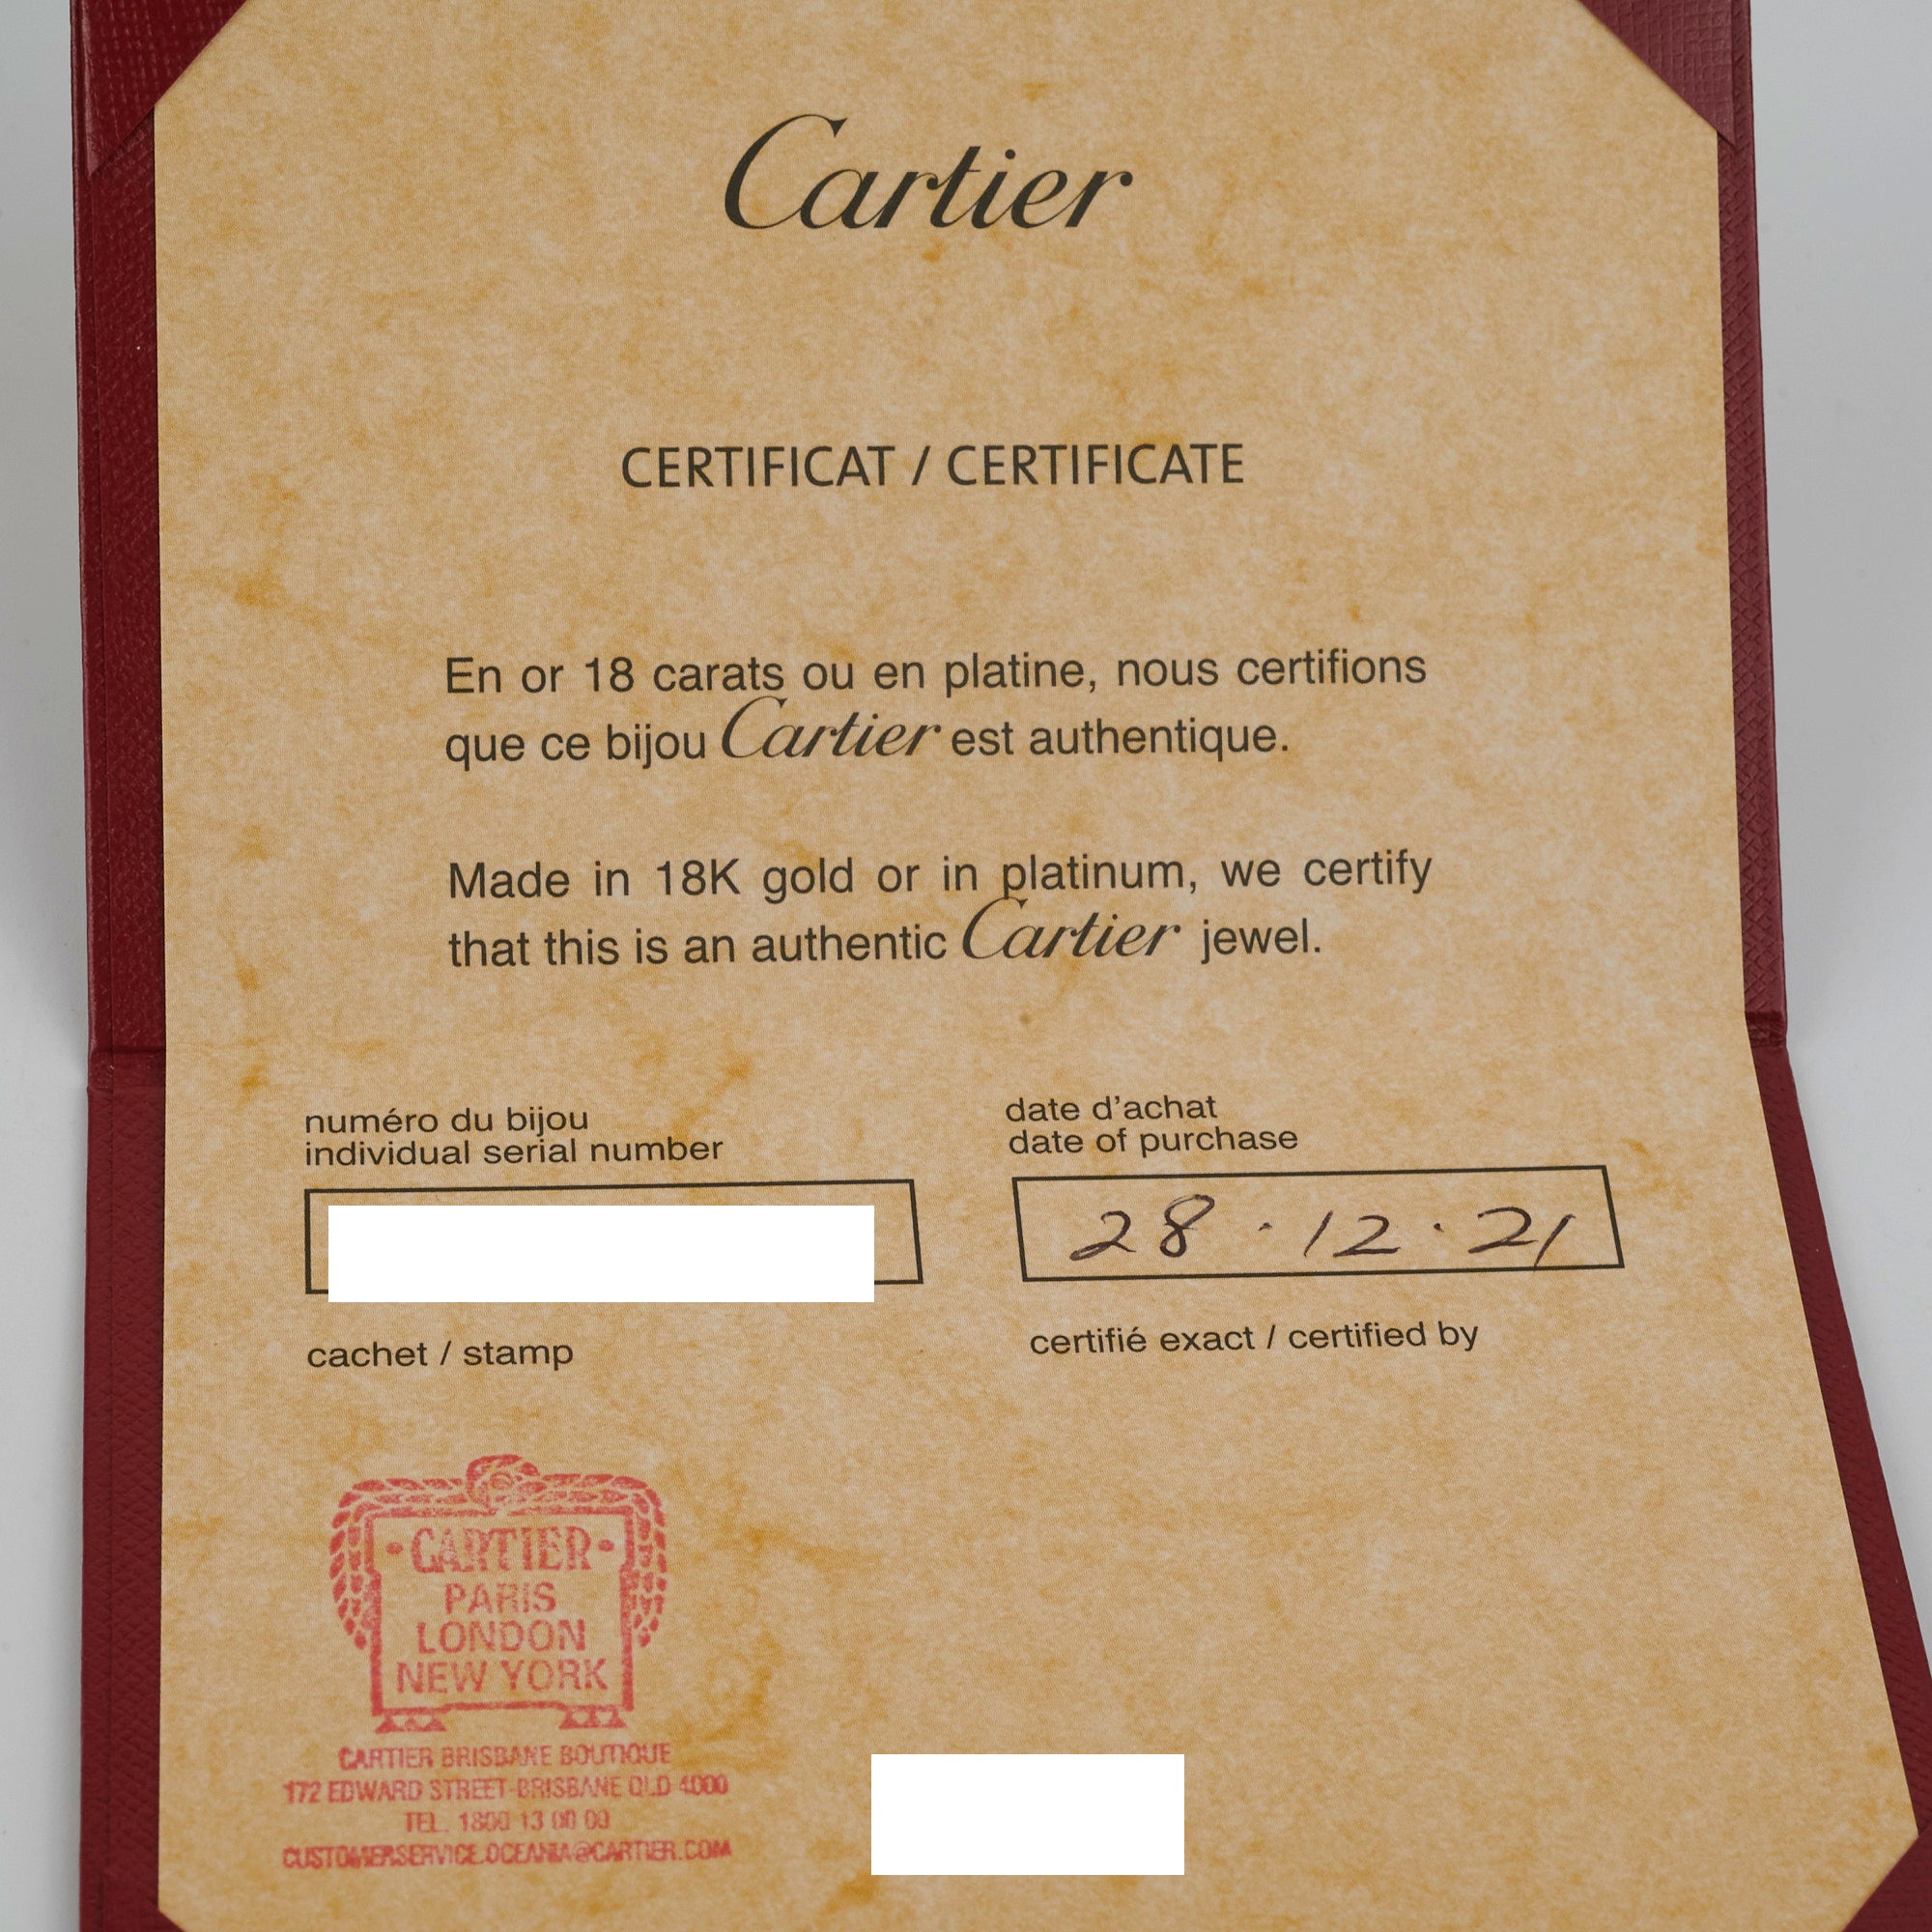 Cartier
CERTIFICAT / CERTIFICATE
En or 18 carats ou en platine, nous certifions
que ce bijou Cartier est authentique.
Made in 18K gold or in platinum, we certify
that this is an authentic Cartier jewel.
numéro du bijou
individual serial number
date d'achat
date of purchase
28 · 12 · 21
cachet / stamp
certifié exact / certified by
·CARTIER·
PARIS
LONDON
NEW YORK
CARTIER BRISBANE BOUTIQUE
172 EDWARD STREET-BRISBANE QLD 4000
TEL. 1800 13 00 00
CUSTOMERSERVICE.OCEANIA@CARTIER.COM